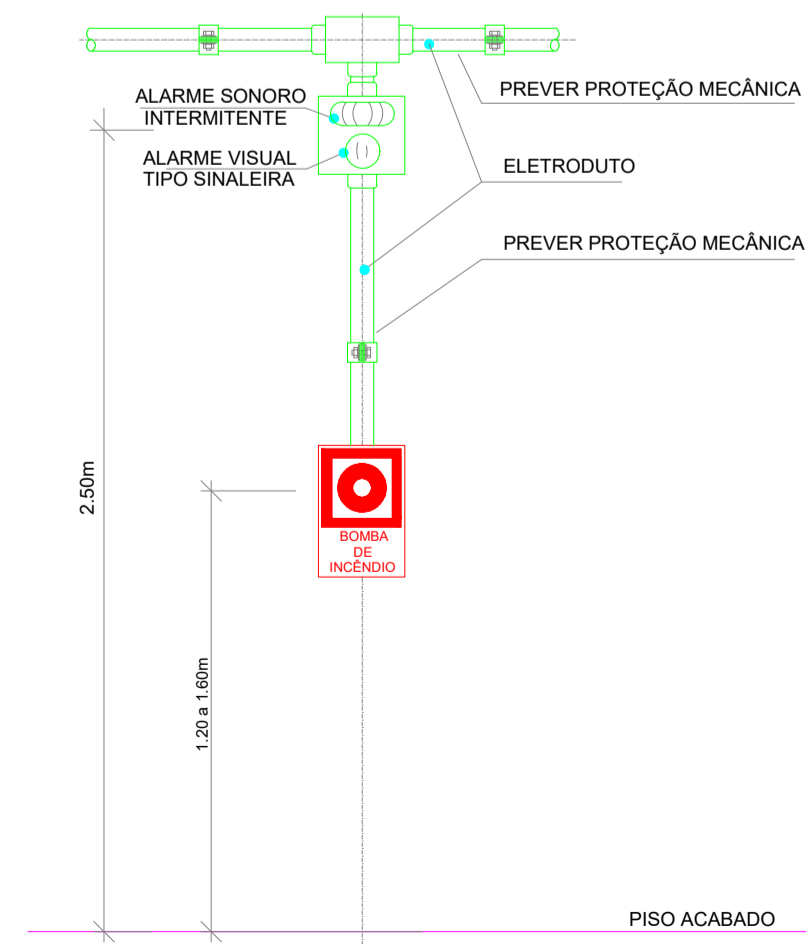 PREVER PROTEÇÃO MECÂNICA
ALARME SONORO
INTERMITENTE
ALARME VISUAL
TIPO SINALEIRA
ELETRODUTO
PREVER PROTEÇÃO MECÂNICA
2.50m
BOMBA
DE
INCÊNDIO
1.20 a 1.60m
PISO ACABADO